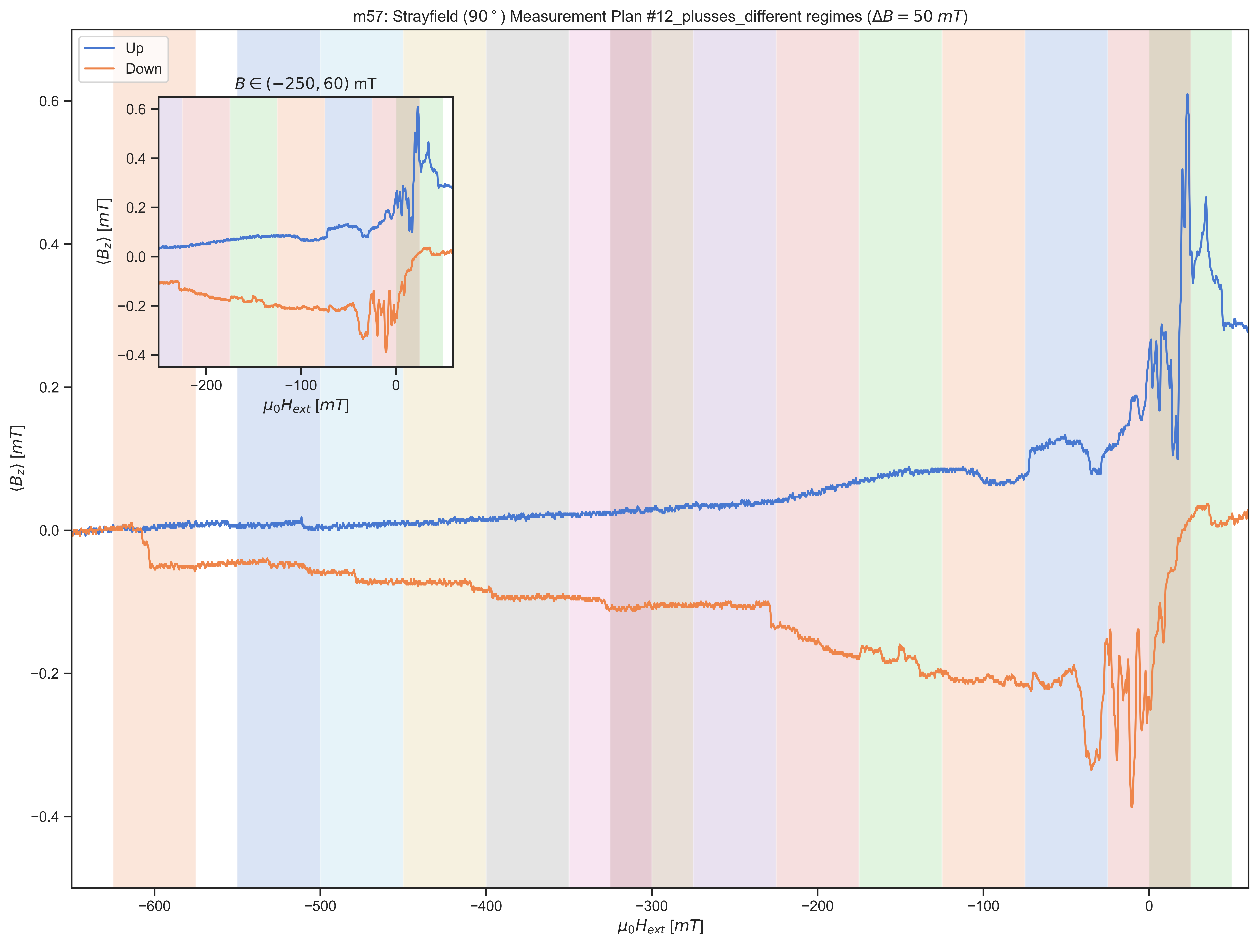 m57: Strayfield (90°) Measurement Plan #12_plusses_different regimes (ΔB = 50 mT)
Up
Down
B ∈ (−250, 60) mT
0.6
0.4
0.2
0.0
−0.2
−0.4
⟨B_z⟩ [mT]
−200
−100
0
μ₀H_ext [mT]
0.6
0.4
0.2
0.0
−0.2
−0.4
⟨B_z⟩ [mT]
−600
−500
−400
−300
−200
−100
0
μ₀H_ext [mT]